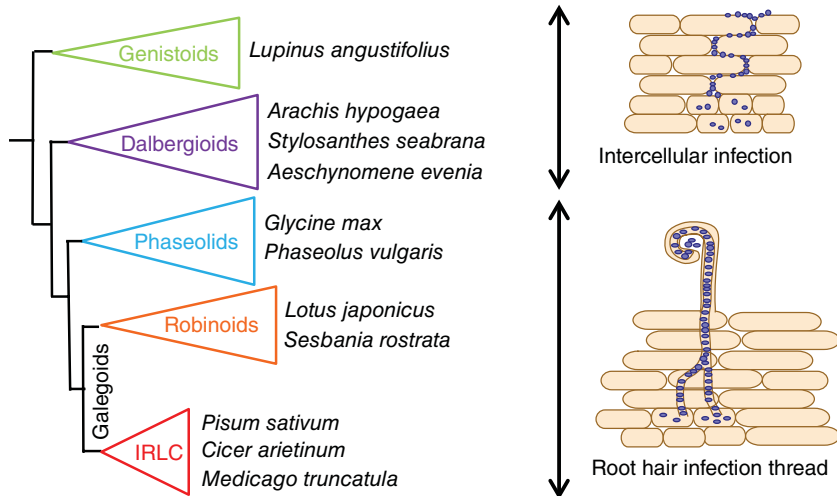 Genistoids
Lupinus angustifolius
Dalbergioids
Arachis hypogaea
Stylosanthes seabrana
Aeschynomene evenia
Phaseolids
Glycine max
Phaseolus vulgaris
Robinoids
Lotus japonicus
Sesbania rostrata
Galegoids
IRLC
Pisum sativum
Cicer arietinum
Medicago truncatula
Intercellular infection
Root hair infection thread